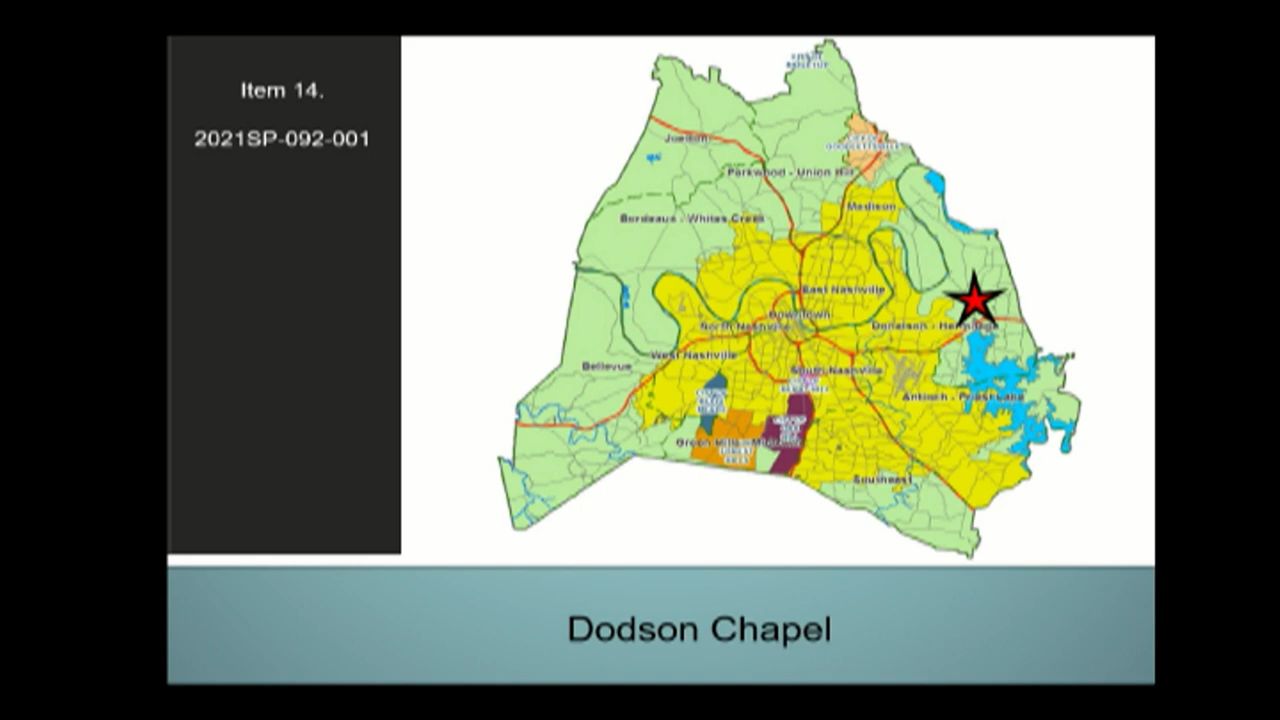 Item 14.
2021SP-092-001
Joelton
Parkwood - Union Hill
Madison
Bordeaux - Whites Creek
East Nashville
Downtown
North Nashville
Donelson - Hermitage
West Nashville
Bellevue
South Nashville
Antioch - Priest Lake
Green Hills - Midtown
Southeast
Dodson Chapel